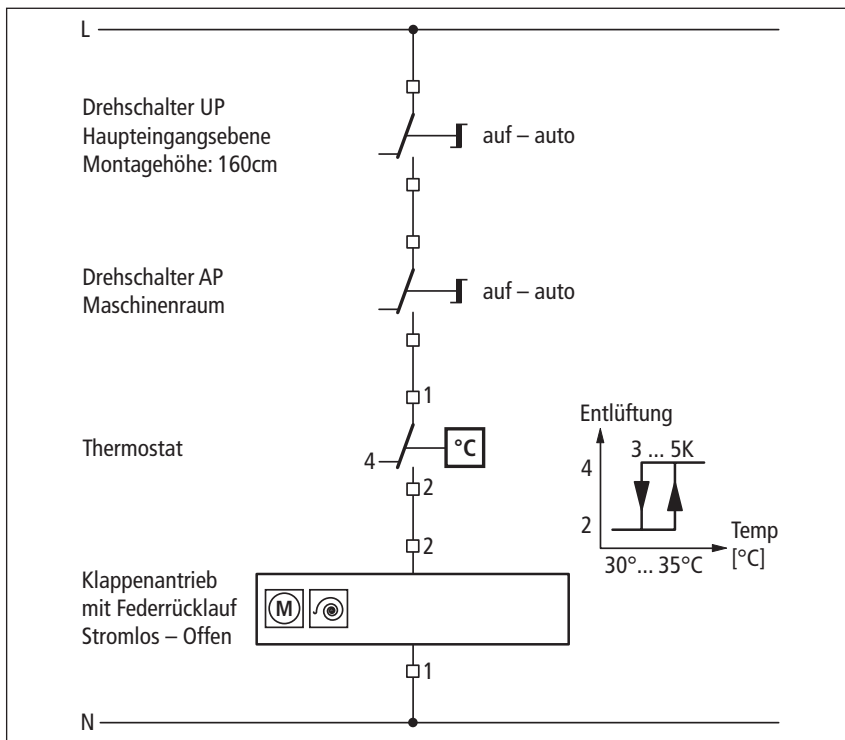 L
Drehschalter UP
Haupteingangsebene
Montagehöhe: 160cm
auf – auto
Drehschalter AP
Maschinenraum
auf – auto
1
Thermostat
4
°C
2
2
Entlüftung
3 ... 5K
4
2
Temp
[°C]
30°... 35°C
Klappenantrieb
mit Federrücklauf
Stromlos – Offen
M
1
N